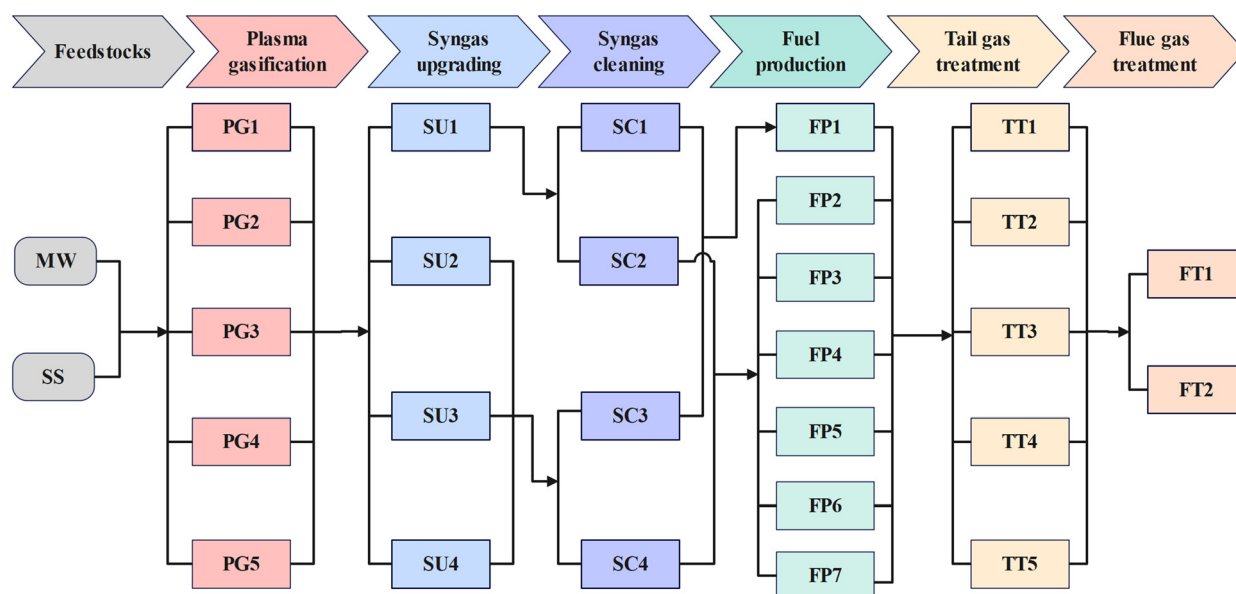 Feedstocks
Plasma
gasification
Syngas
upgrading
Syngas
cleaning
Fuel
production
Tail gas
treatment
Flue gas
treatment
MW
SS
PG1
PG2
PG3
PG4
PG5
SU1
SU2
SU3
SU4
SC1
SC2
SC3
SC4
FP1
FP2
FP3
FP4
FP5
FP6
FP7
TT1
TT2
TT3
TT4
TT5
FT1
FT2